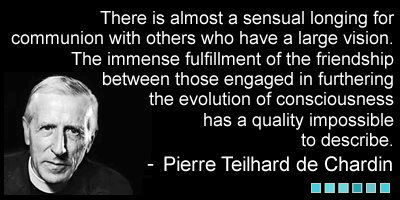 There is almost a sensual longing for
communion with others who have a large vision.
The immense fulfillment of the friendship
between those engaged in furthering
the evolution of consciousness
has a quality impossible
to describe.
- Pierre Teilhard de Chardin